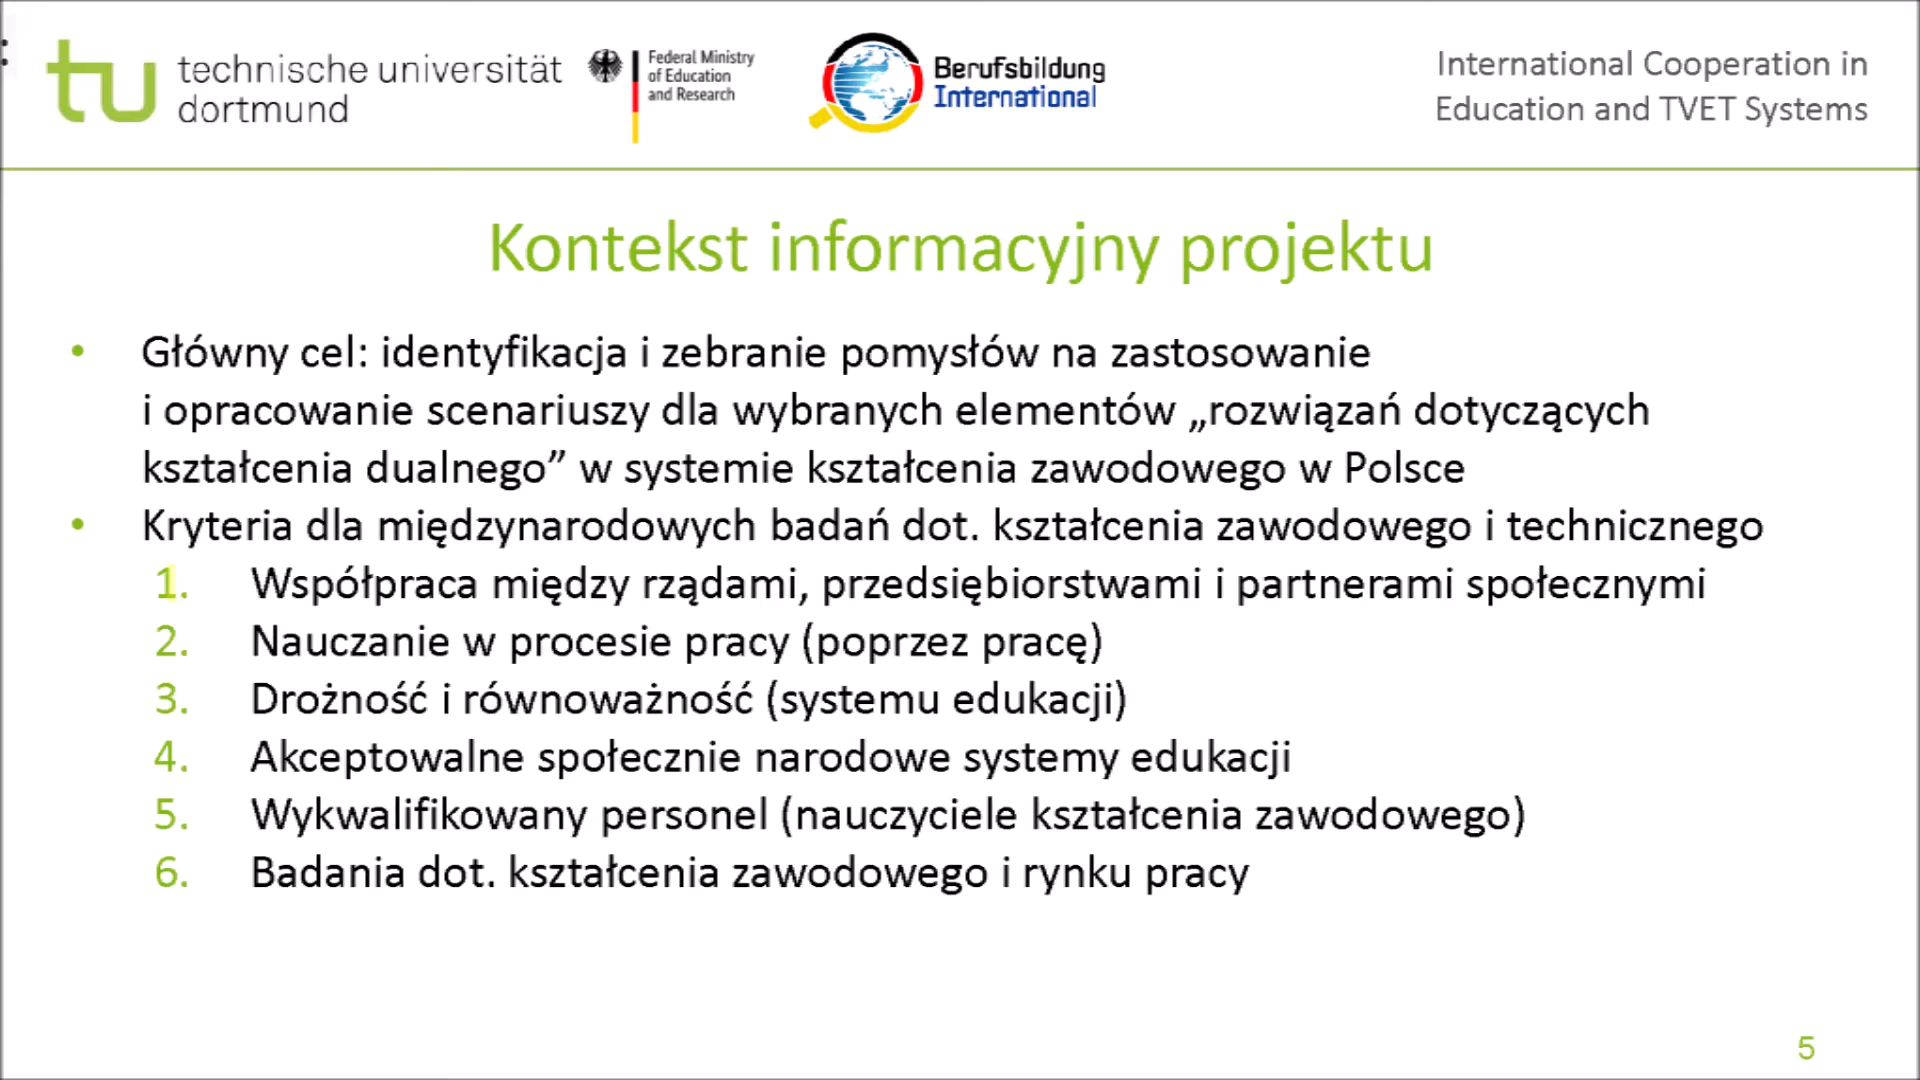 tu technische universität
dortmund
Federal Ministry
of Education
and Research
Berufsbildung
International
International Cooperation in
Education and TVET Systems
Kontekst informacyjny projektu
• Główny cel: identyfikacja i zebranie pomysłów na zastosowanie
i opracowanie scenariuszy dla wybranych elementów „rozwiązań dotyczących
kształcenia dualnego” w systemie kształcenia zawodowego w Polsce
• Kryteria dla międzynarodowych badań dot. kształcenia zawodowego i technicznego
1. Współpraca między rządami, przedsiębiorstwami i partnerami społecznymi
2. Nauczanie w procesie pracy (poprzez pracę)
3. Drożność i równoważność (systemu edukacji)
4. Akceptowalne społecznie narodowe systemy edukacji
5. Wykwalifikowany personel (nauczyciele kształcenia zawodowego)
6. Badania dot. kształcenia zawodowego i rynku pracy
5